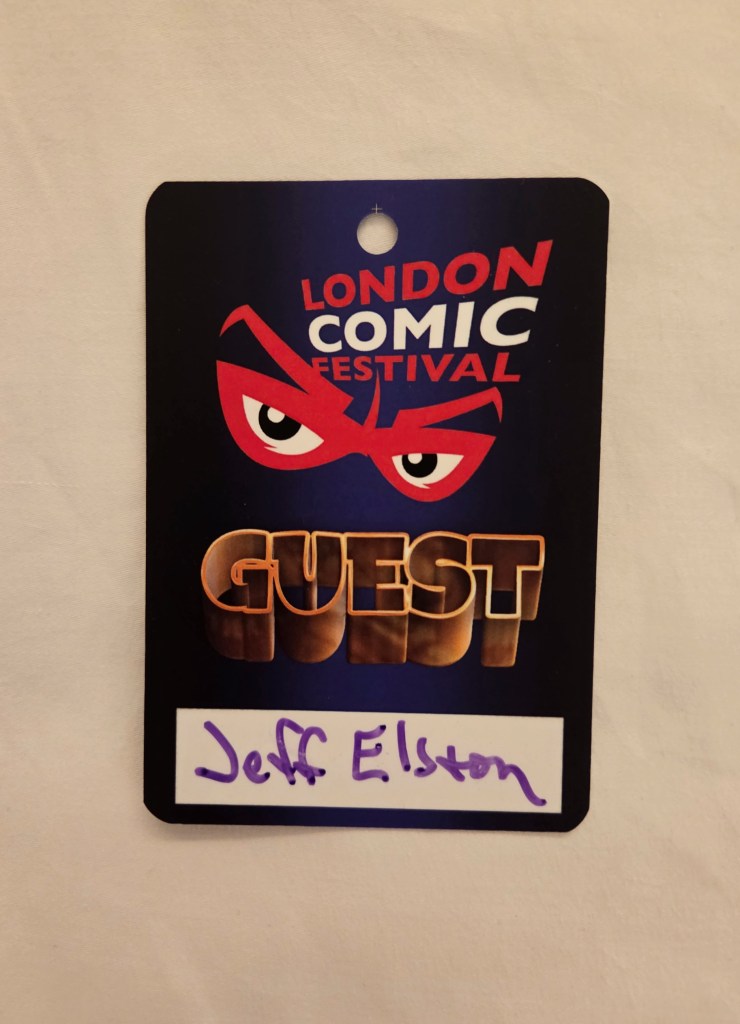 LONDON
COMIC
FESTIVAL
GUEST
Jeff Elston